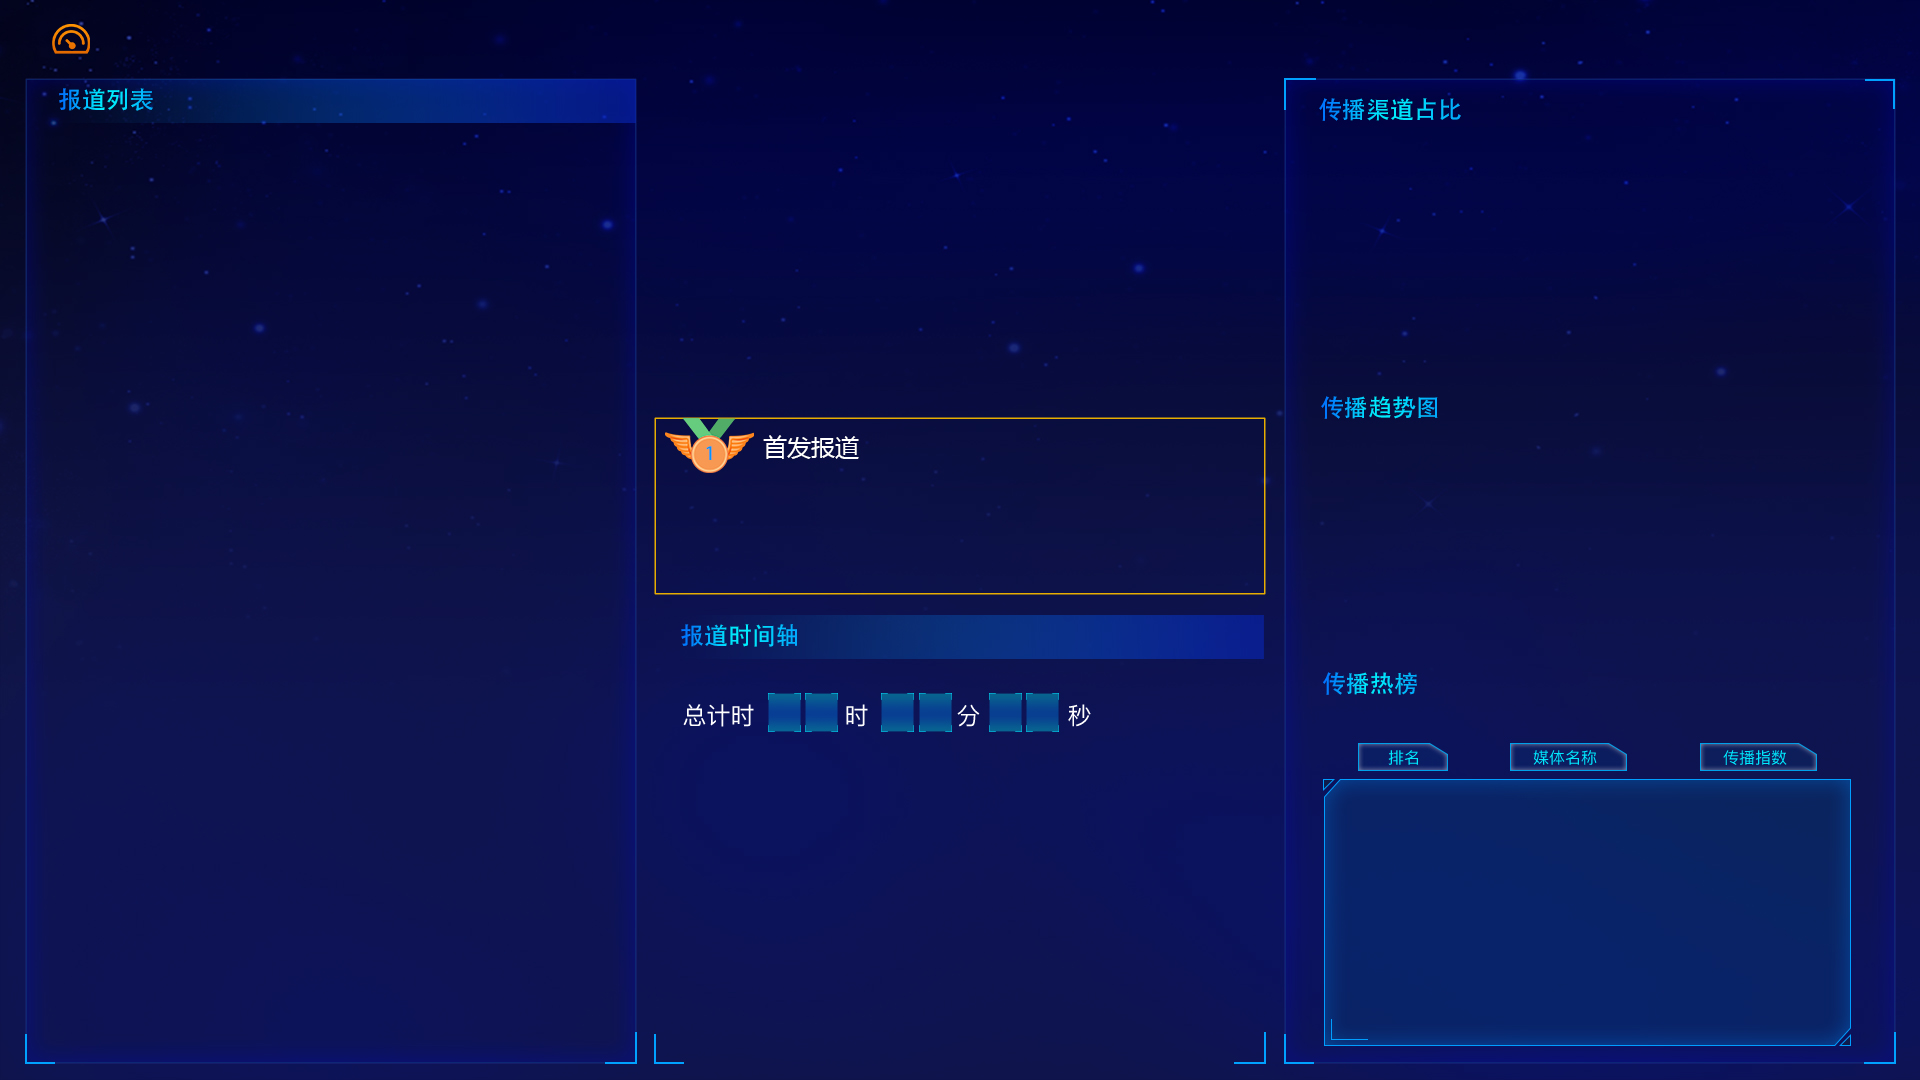 报道列表
1
首发报道
报道时间轴
总计时 时 分 秒
传播渠道占比
传播趋势图
传播热榜
排名 媒体名称 传播指数